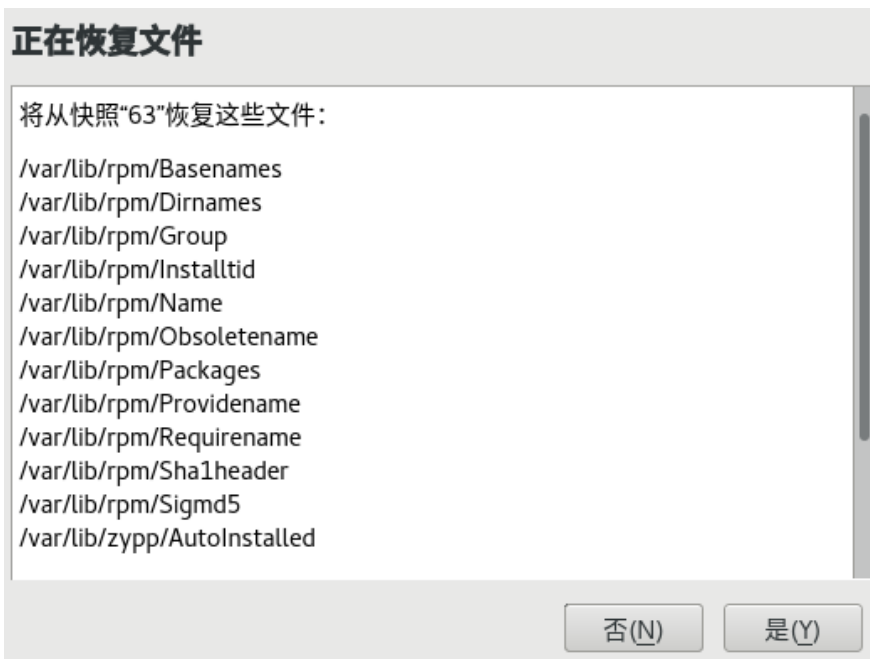 正在恢复文件
将从快照“63”恢复这些文件：
/var/lib/rpm/Basenames
/var/lib/rpm/Dirnames
/var/lib/rpm/Group
/var/lib/rpm/Installtid
/var/lib/rpm/Name
/var/lib/rpm/Obsoletename
/var/lib/rpm/Packages
/var/lib/rpm/Providename
/var/lib/rpm/Requirename
/var/lib/rpm/Sha1header
/var/lib/rpm/Sigmd5
/var/lib/zypp/AutoInstalled
否(N) 是(Y)